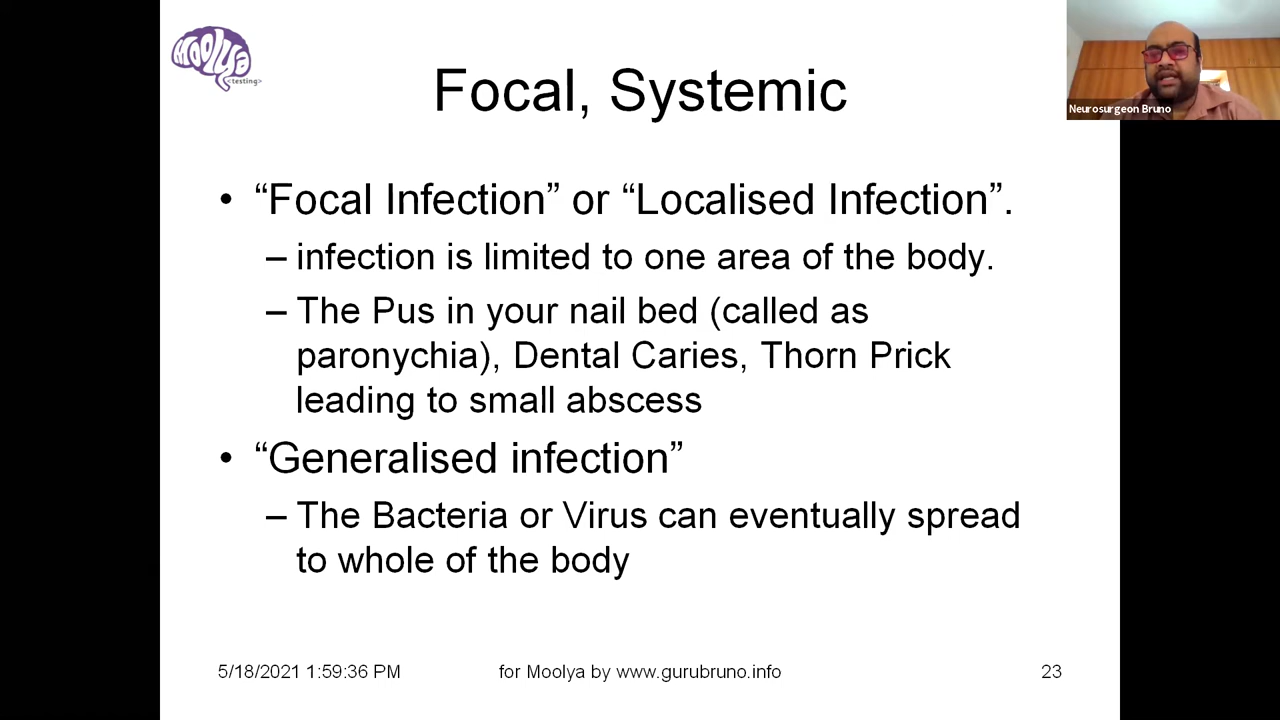 Moolya
<testing>
Neurosurgeon Bruno
Focal, Systemic
• “Focal Infection” or “Localised Infection”.
– infection is limited to one area of the body.
– The Pus in your nail bed (called as
paronychia), Dental Caries, Thorn Prick
leading to small abscess
• “Generalised infection”
– The Bacteria or Virus can eventually spread
to whole of the body
5/18/2021 1:59:36 PM
for Moolya by www.gurubruno.info
23